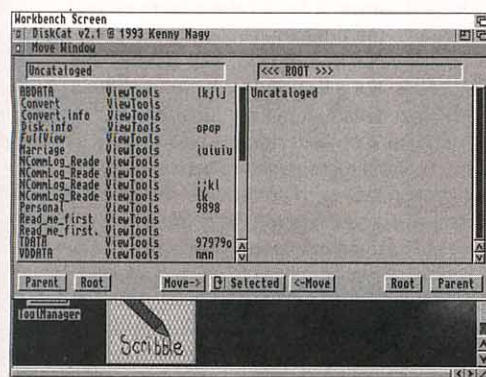 Workbench Screen
DiskCat v2.1 © 1993 Kenny Nagy
Move Window
Uncataloged
<<< ROOT >>>
ABDATA ViewTools lkjlj
Convert ViewTools
Convert.info ViewTools
Disk.info ViewTools opop
FullView ViewTools
Marriage ViewTools iuiuiu
NCommLog_Reade ViewTools
NCommLog_Reade ViewTools
NCommLog_Reade ViewTools ;;kl
NCommLog_Reade ViewTools lk
Personal ViewTools 9898
Read_me_first ViewTools
Read_me_first. ViewTools
TDATA ViewTools 97979o
VDDATA ViewTools nmn
Uncataloged
Parent Root Move-> Selected <-Move Root Parent
ToolManager
Scribble